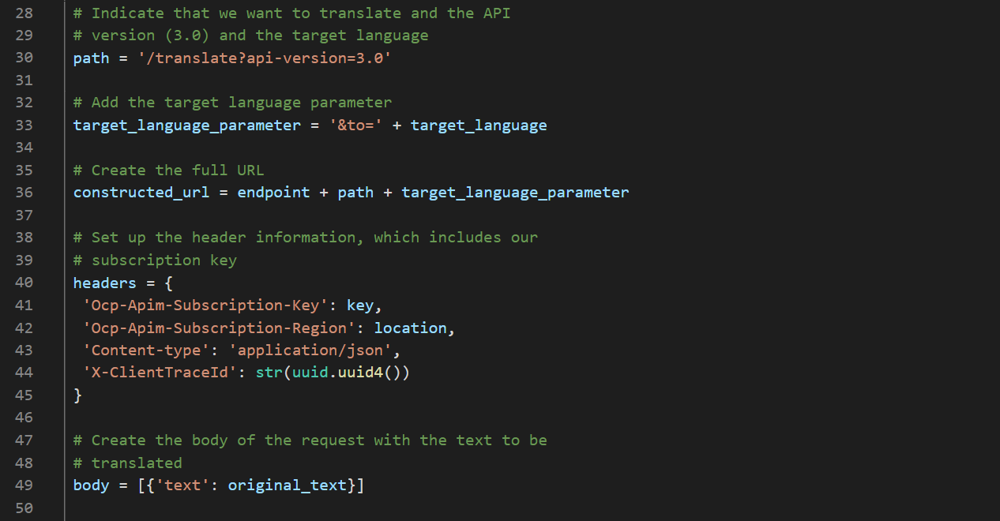 28 # Indicate that we want to translate and the API
29 # version (3.0) and the target language
30 path = '/translate?api-version=3.0'
31
32 # Add the target language parameter
33 target_language_parameter = '&to=' + target_language
34
35 # Create the full URL
36 constructed_url = endpoint + path + target_language_parameter
37
38 # Set up the header information, which includes our
39 # subscription key
40 headers = {
41 'Ocp-Apim-Subscription-Key': key,
42 'Ocp-Apim-Subscription-Region': location,
43 'Content-type': 'application/json',
44 'X-ClientTraceId': str(uuid.uuid4())
45 }
46
47 # Create the body of the request with the text to be
48 # translated
49 body = [{'text': original_text}]
50